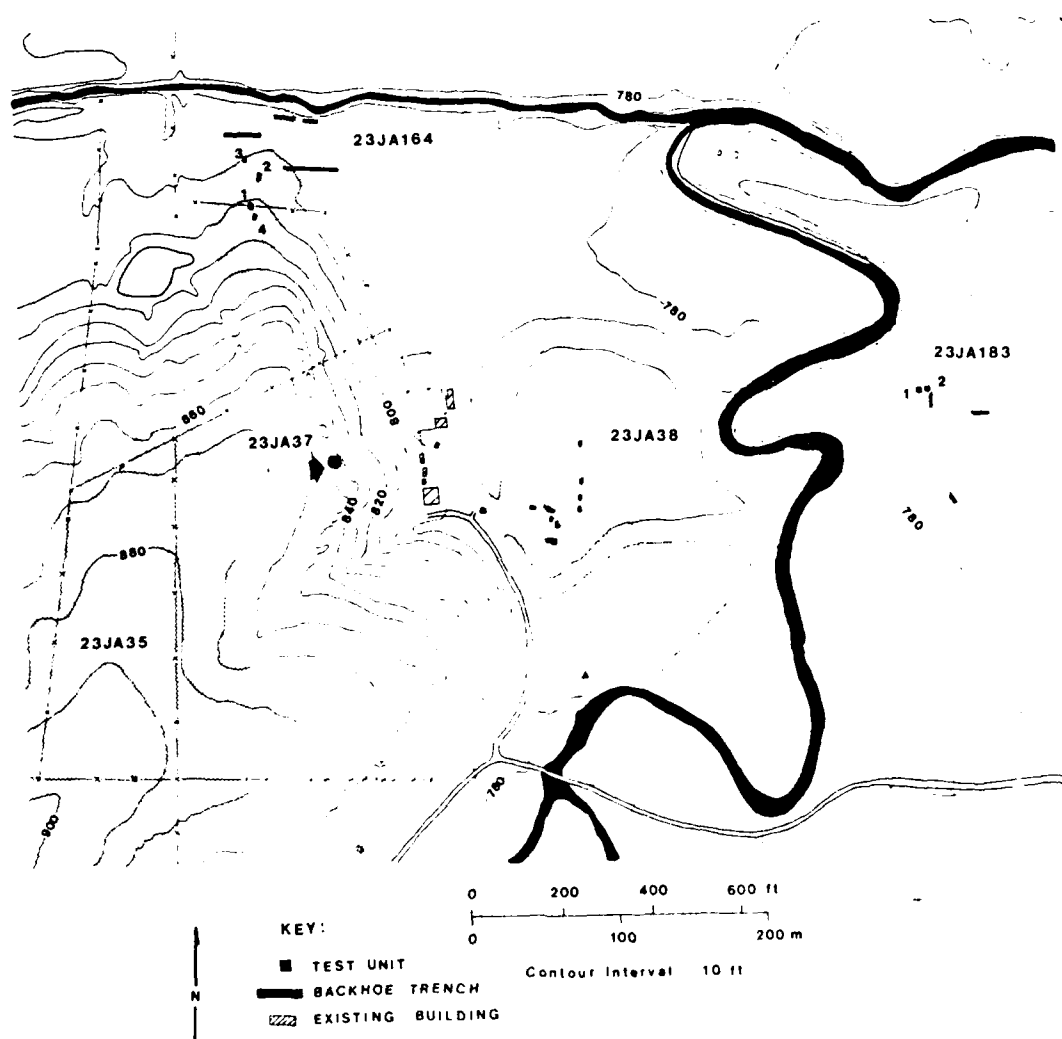 780
23JA164
3
2
1
4
780
23JA183
1 2
860
800
23JA37
23JA38
840
820
780
880
23JA35
780
900
0 200 400 600 ft
0 100 200 m
Contour Interval 10 ft
N
KEY:
TEST UNIT
BACKHOE TRENCH
EXISTING BUILDING